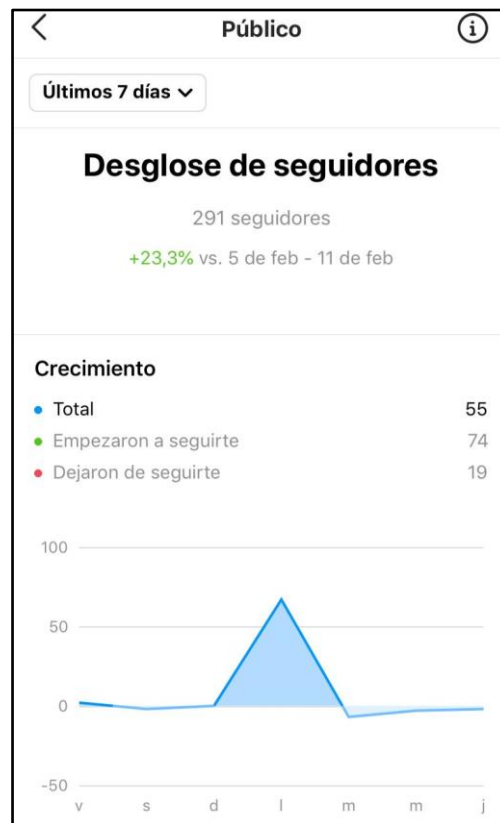 Público
Últimos 7 días
Desglose de seguidores
291 seguidores
+23,3% vs. 5 de feb - 11 de feb
Crecimiento
Total 55
Empezaron a seguirte 74
Dejaron de seguirte 19
100
50
0
-50
v s d l m m j